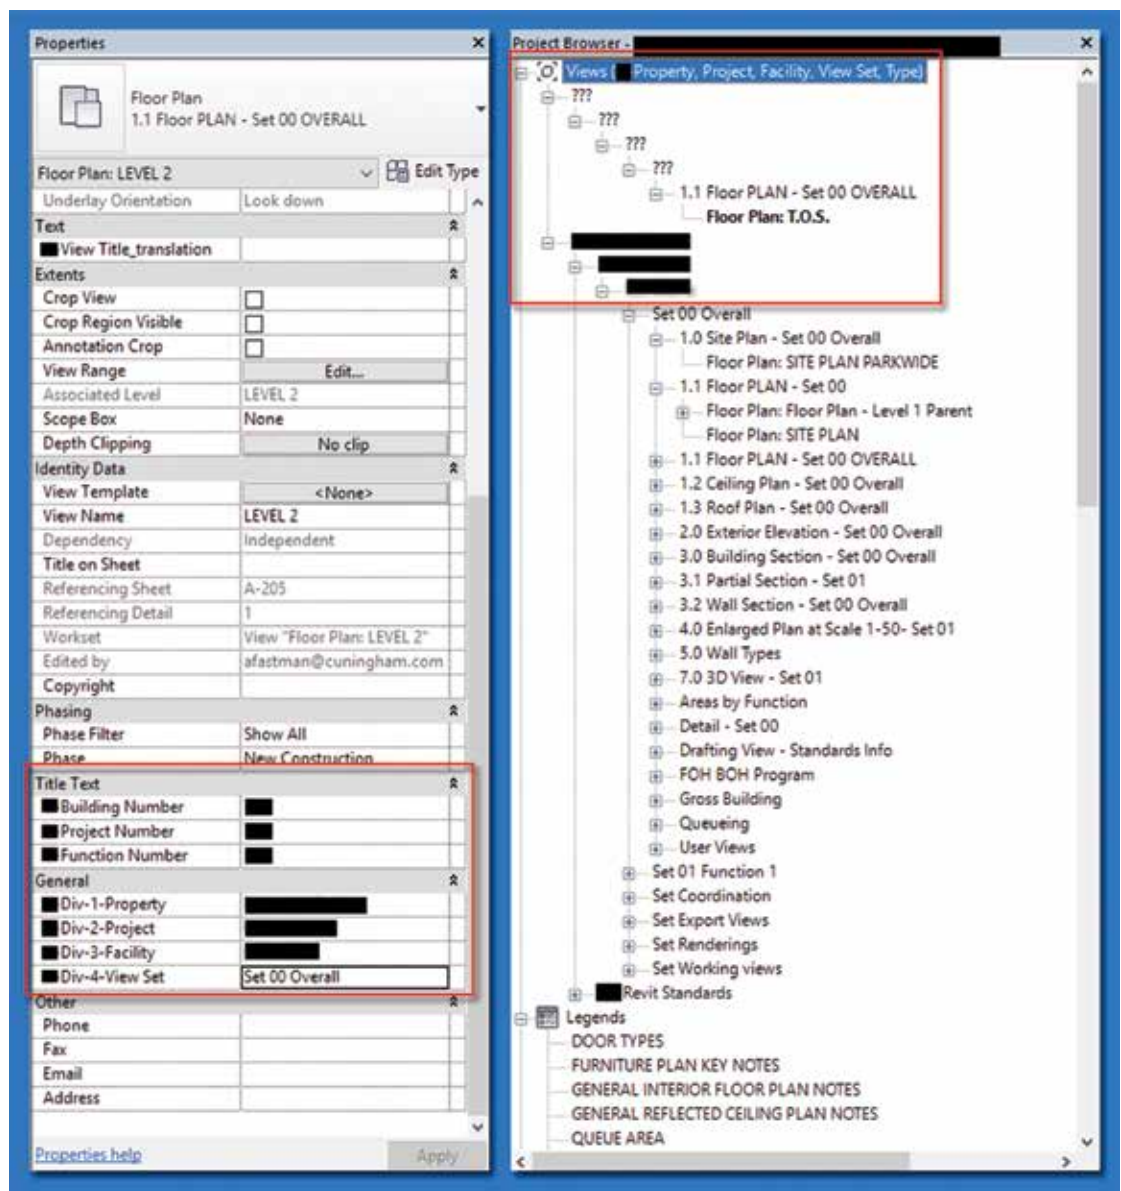 Properties
Floor Plan
1.1 Floor PLAN - Set 00 OVERALL
Floor Plan: LEVEL 2
Edit Type
Underlay Orientation Look down
Text
View Title_translation
Extents
Crop View
Crop Region Visible
Annotation Crop
View Range Edit...
Associated Level LEVEL 2
Scope Box None
Depth Clipping No clip
Identity Data
View Template <None>
View Name LEVEL 2
Dependency Independent
Title on Sheet
Referencing Sheet A-205
Referencing Detail 1
Workset View "Floor Plan: LEVEL 2"
Edited by afastman@cuningham.com
Copyright
Phasing
Phase Filter Show All
Phase New Construction
Title Text
Building Number
Project Number
Function Number
General
Div-1-Property
Div-2-Project
Div-3-Facility
Div-4-View Set Set 00 Overall
Other
Phone
Fax
Email
Address
Properties help
Apply
Project Browser -
Views ( Property, Project, Facility, View Set, Type)
???
???
???
???
1.1 Floor PLAN - Set 00 OVERALL
Floor Plan: T.O.S.
Set 00 Overall
1.0 Site Plan - Set 00 Overall
Floor Plan: SITE PLAN PARKWIDE
1.1 Floor PLAN - Set 00
Floor Plan: Floor Plan - Level 1 Parent
Floor Plan: SITE PLAN
1.1 Floor PLAN - Set 00 OVERALL
1.2 Ceiling Plan - Set 00 Overall
1.3 Roof Plan - Set 00 Overall
2.0 Exterior Elevation - Set 00 Overall
3.0 Building Section - Set 00 Overall
3.1 Partial Section - Set 01
3.2 Wall Section - Set 00 Overall
4.0 Enlarged Plan at Scale 1-50- Set 01
5.0 Wall Types
7.0 3D View - Set 01
Areas by Function
Detail - Set 00
Drafting View - Standards Info
FOH BOH Program
Gross Building
Queueing
User Views
Set 01 Function 1
Set Coordination
Set Export Views
Set Renderings
Set Working views
Revit Standards
Legends
DOOR TYPES
FURNITURE PLAN KEY NOTES
GENERAL INTERIOR FLOOR PLAN NOTES
GENERAL REFLECTED CEILING PLAN NOTES
QUEUE AREA